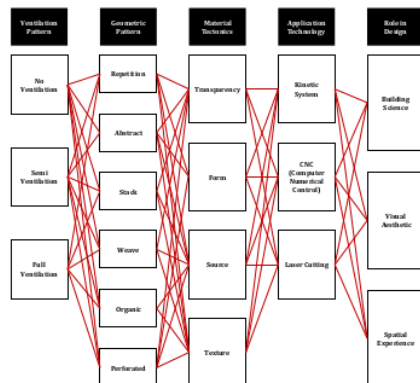 Ventilation
Pattern
Geometric
Pattern
Material
Tectonics
Application
Technology
Role in
Design
No
Ventilation
Semi
Ventilation
Full
Ventilation
Repetition
Abstract
Stack
Weave
Organic
Perforated
Transparency
Form
Source
Texture
Kinetic
System
CNC
(Computer
Numerical
Control)
Laser Cutting
Building
Science
Visual
Aesthetic
Spatial
Experience